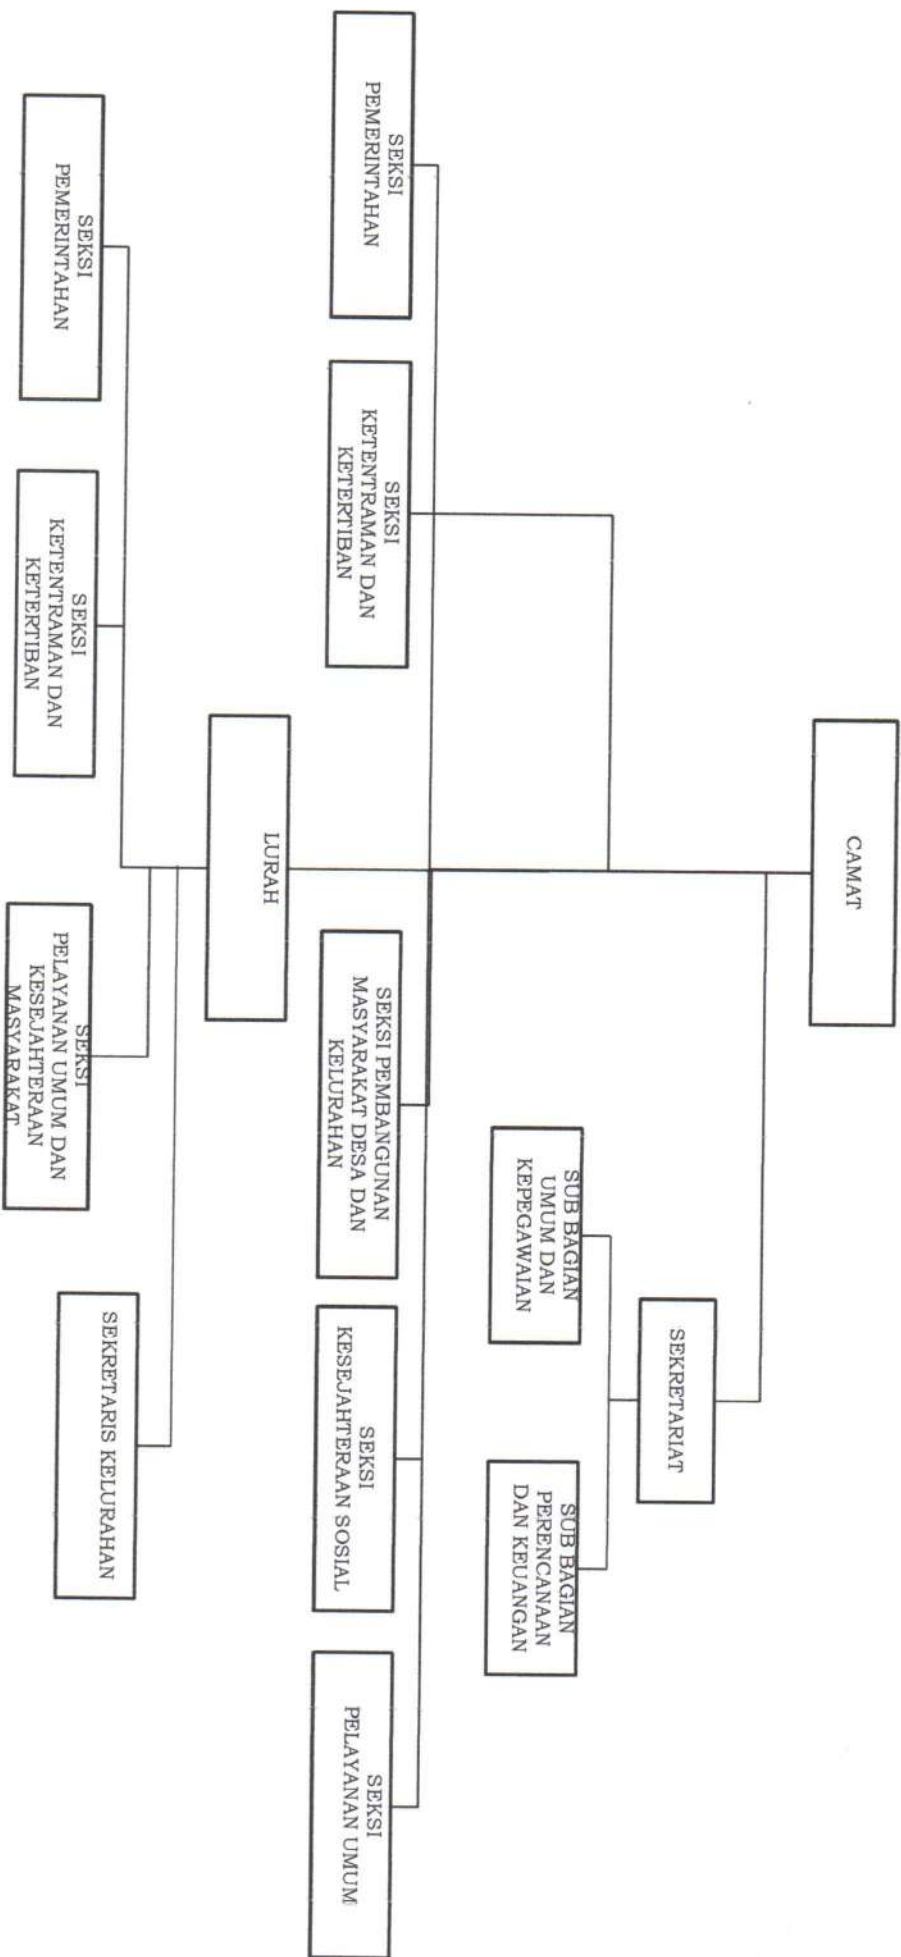 CAMAT
SEKRETARIAT
SUB BAGIAN
UMUM DAN
KEPEGAWAIAN
SUB BAGIAN
PERENCANAAN
DAN KEUANGAN
SEKSI
PEMERINTAHAN
SEKSI
KETENTRAMAN DAN
KETERTIBAN
SEKSI PEMBANGUNAN
MASYARAKAT DESA DAN
KELURAHAN
SEKSI
KESEJAHTERAAN SOSIAL
SEKSI
PELAYANAN UMUM
LURAH
SEKRETARIS KELURAHAN
SEKSI
PEMERINTAHAN
SEKSI
KETENTRAMAN DAN
KETERTIBAN
SEKSI
PELAYANAN UMUM DAN
KESEJAHTERAAN
MASYARAKAT